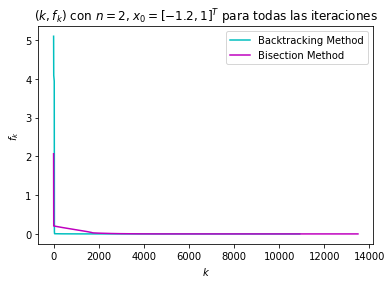 (k, f_k) con n = 2, x_0 = [−1.2, 1]^T para todas las iteraciones
Backtracking Method
Bisection Method
5
4
3
2
1
0
f_k
0 2000 4000 6000 8000 10000 12000 14000
k